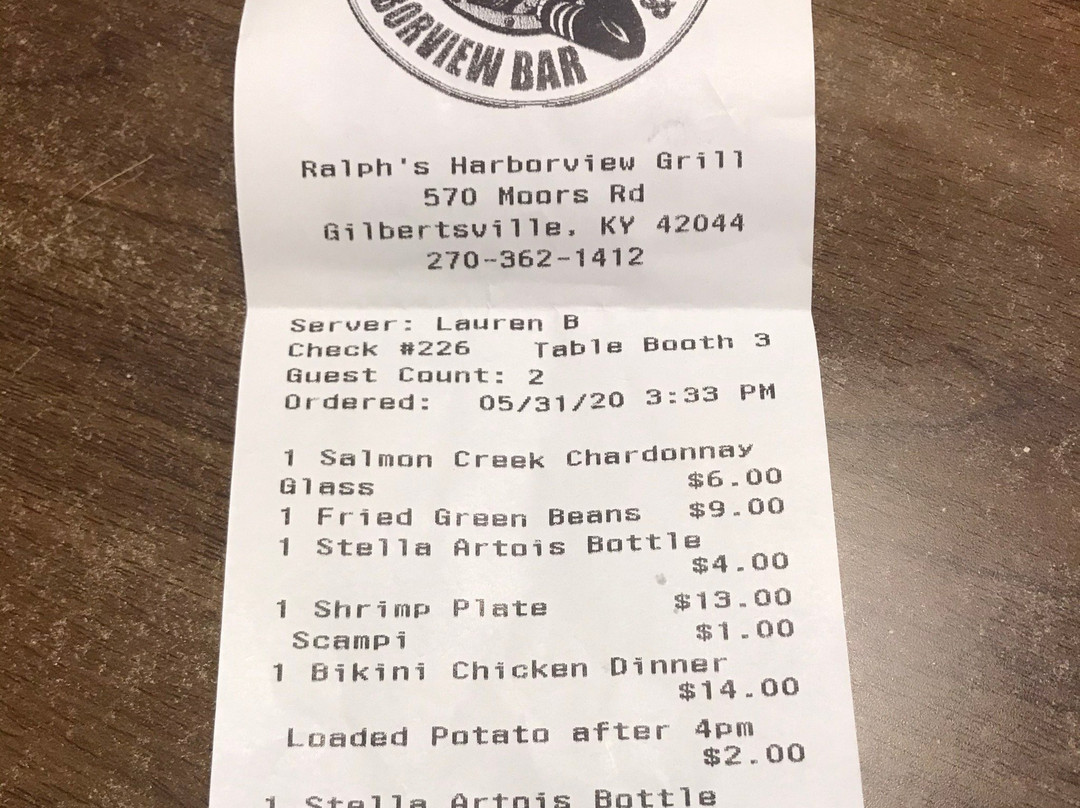 BAR
&
Ralph's Harborview Grill
570 Moors Rd
Gilbertsville, KY 42044
270-362-1412
Server: Lauren B
Check #226 Table Booth 3
Guest Count: 2
Ordered: 05/31/20 3:33 PM
1 Salmon Creek Chardonnay
Glass $6.00
1 Fried Green Beans $9.00
1 Stella Artois Bottle
$4.00
1 Shrimp Plate $13.00
Scampi $1.00
1 Bikini Chicken Dinner
$14.00
Loaded Potato after 4pm
$2.00
1 Stella Artois Bottle